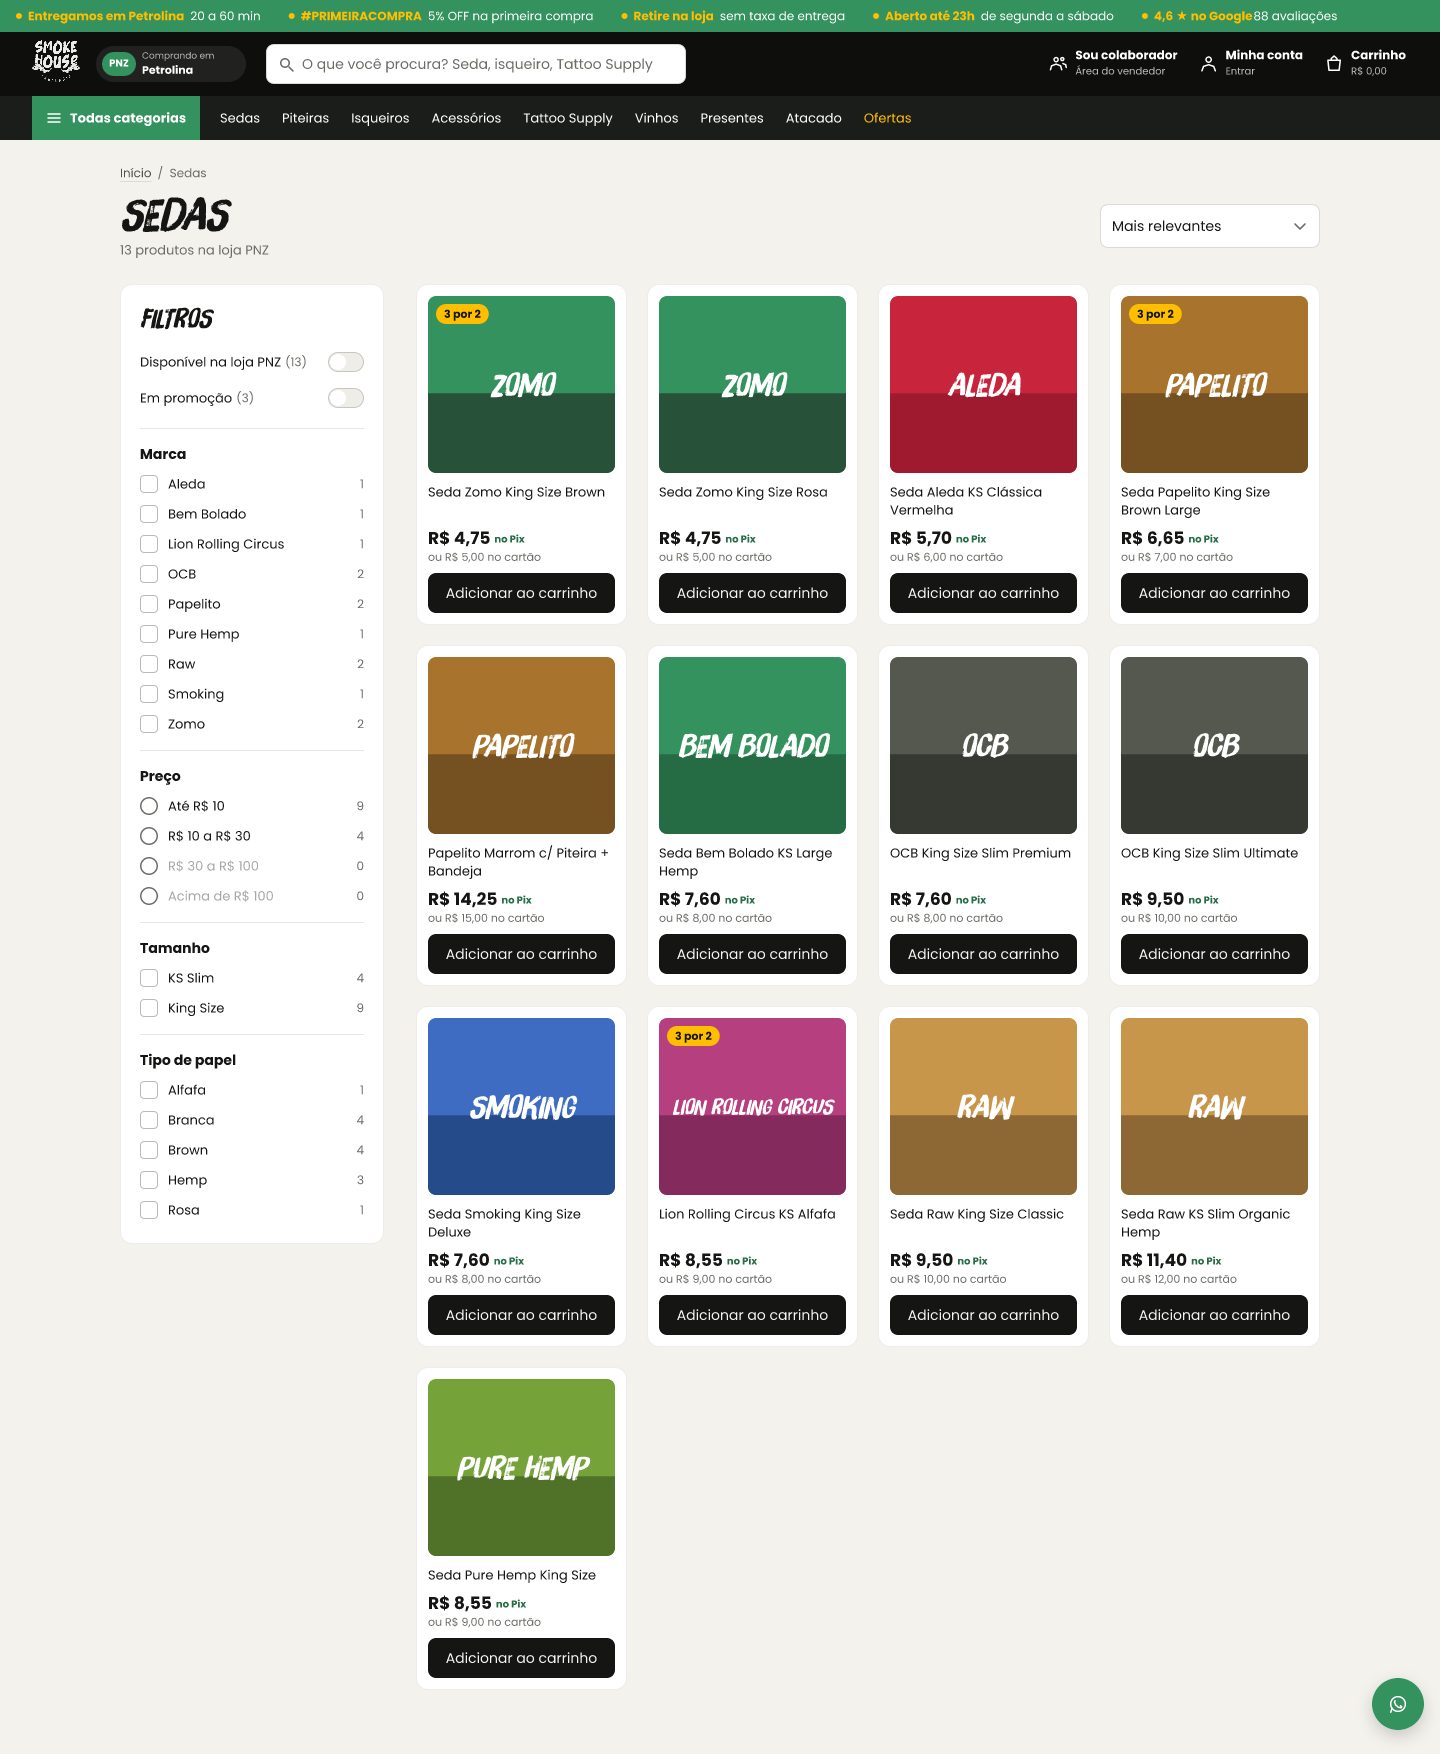 Entregamos em Petrolina 20 a 60 min #PRIMEIRACOMPRA 5% OFF na primeira compra Retire na loja sem taxa de entrega Aberto até 23h de segunda a sábado 4,6 ★ no Google 88 avaliações
SMOKE
HOUSE
PNZ
Comprando em
Petrolina
O que você procura? Seda, isqueiro, Tattoo Supply
Sou colaborador
Área do vendedor
Minha conta
Entrar
Carrinho
R$ 0,00
Todas categorias Sedas Piteiras Isqueiros Acessórios Tattoo Supply Vinhos Presentes Atacado Ofertas
Início / Sedas
SEDAS
13 produtos na loja PNZ
Mais relevantes
FILTROS
Disponível na loja PNZ (13)
Em promoção (3)
Marca
Aleda 1
Bem Bolado 1
Lion Rolling Circus 1
OCB 2
Papelito 2
Pure Hemp 1
Raw 2
Smoking 1
Zomo 2
Preço
Até R$ 10 9
R$ 10 a R$ 30 4
R$ 30 a R$ 100 0
Acima de R$ 100 0
Tamanho
KS Slim 4
King Size 9
Tipo de papel
Alfafa 1
Branca 4
Brown 4
Hemp 3
Rosa 1
3 por 2
ZOMO
Seda Zomo King Size Brown
R$ 4,75 no Pix
ou R$ 5,00 no cartão
Adicionar ao carrinho
ZOMO
Seda Zomo King Size Rosa
R$ 4,75 no Pix
ou R$ 5,00 no cartão
Adicionar ao carrinho
ALEDA
Seda Aleda KS Clássica
Vermelha
R$ 5,70 no Pix
ou R$ 6,00 no cartão
Adicionar ao carrinho
3 por 2
PAPELITO
Seda Papelito King Size
Brown Large
R$ 6,65 no Pix
ou R$ 7,00 no cartão
Adicionar ao carrinho
PAPELITO
Papelito Marrom c/ Piteira +
Bandeja
R$ 14,25 no Pix
ou R$ 15,00 no cartão
Adicionar ao carrinho
BEM BOLADO
Seda Bem Bolado KS Large
Hemp
R$ 7,60 no Pix
ou R$ 8,00 no cartão
Adicionar ao carrinho
OCB
OCB King Size Slim Premium
R$ 7,60 no Pix
ou R$ 8,00 no cartão
Adicionar ao carrinho
OCB
OCB King Size Slim Ultimate
R$ 9,50 no Pix
ou R$ 10,00 no cartão
Adicionar ao carrinho
SMOKING
Seda Smoking King Size
Deluxe
R$ 7,60 no Pix
ou R$ 8,00 no cartão
Adicionar ao carrinho
3 por 2
LION ROLLING CIRCUS
Lion Rolling Circus KS Alfafa
R$ 8,55 no Pix
ou R$ 9,00 no cartão
Adicionar ao carrinho
RAW
Seda Raw King Size Classic
R$ 9,50 no Pix
ou R$ 10,00 no cartão
Adicionar ao carrinho
RAW
Seda Raw KS Slim Organic
Hemp
R$ 11,40 no Pix
ou R$ 12,00 no cartão
Adicionar ao carrinho
PURE HEMP
Seda Pure Hemp King Size
R$ 8,55 no Pix
ou R$ 9,00 no cartão
Adicionar ao carrinho